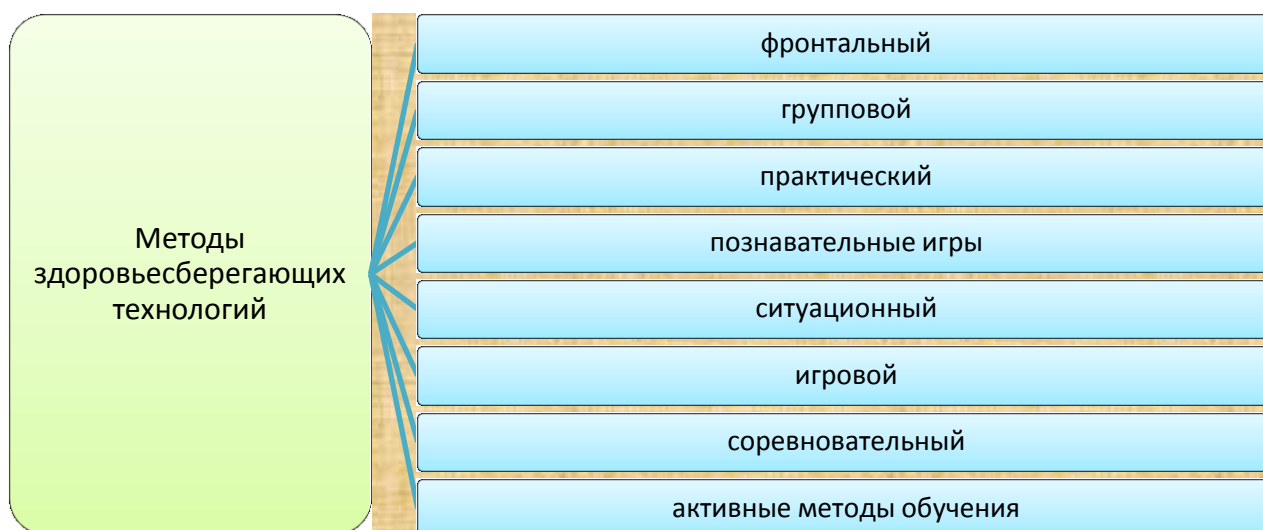 Методы
здоровьесберегающих
технологий
фронтальный
групповой
практический
познавательные игры
ситуационный
игровой
соревновательный
активные методы обучения